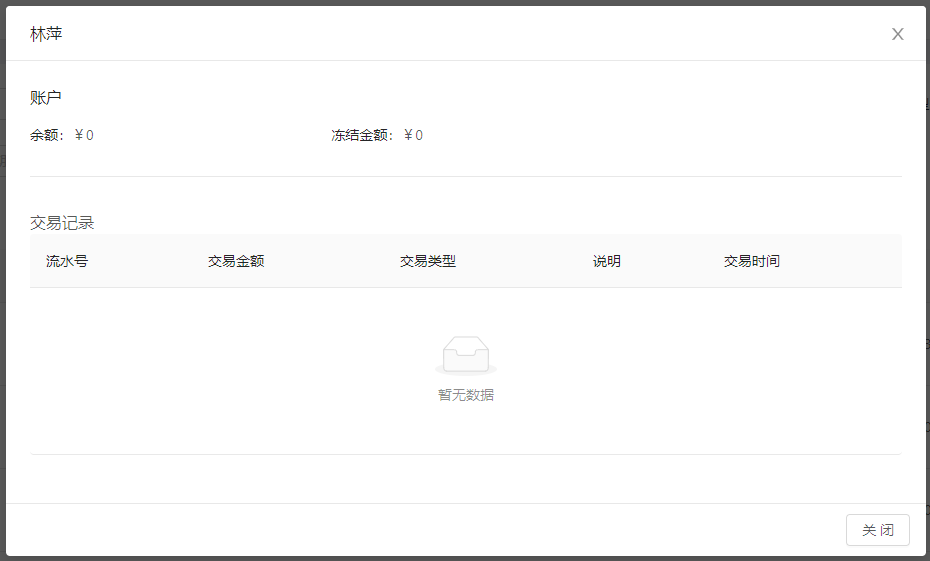 林萍
账户
余额： ¥ 0 冻结金额： ¥ 0
交易记录
流水号 交易金额 交易类型 说明 交易时间
暂无数据
关 闭